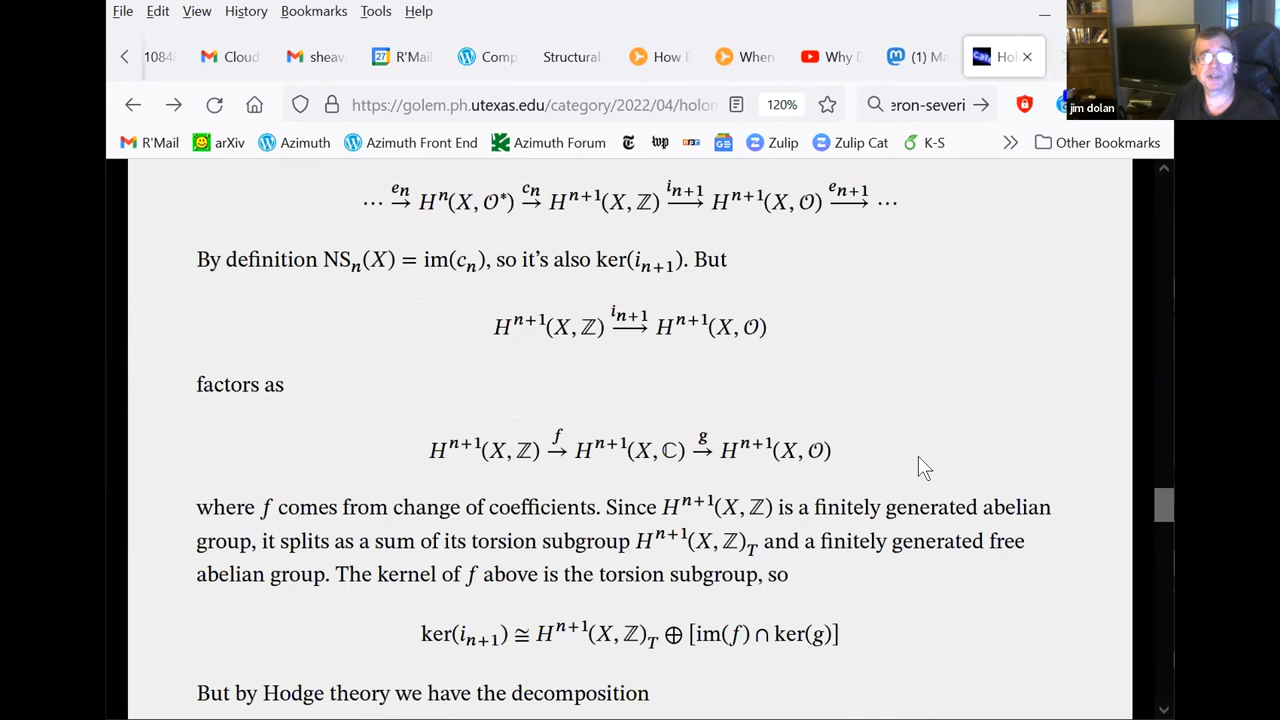 File Edit View History Bookmarks Tools Help
1084 Cloud sheav R'Mai Comp Structural How D When Why D (1) Ma Hol
https://golem.ph.utexas.edu/category/2022/04/holon 120% eron-severi
jim dolan
R'Mail arXiv Azimuth Azimuth Front End Azimuth Forum Zulip Zulip Cat K-S Other Bookmarks
⋯ →^{e_n} H^n(X, 𝒪*) →^{c_n} H^{n+1}(X, ℤ) →^{i_{n+1}} H^{n+1}(X, 𝒪) →^{e_{n+1}} ⋯
By definition NS_n(X) = im(c_n), so it's also ker(i_{n+1}). But
H^{n+1}(X, ℤ) →^{i_{n+1}} H^{n+1}(X, 𝒪)
factors as
H^{n+1}(X, ℤ) →^{f} H^{n+1}(X, ℂ) →^{g} H^{n+1}(X, 𝒪)
where f comes from change of coefficients. Since H^{n+1}(X, ℤ) is a finitely generated abelian
group, it splits as a sum of its torsion subgroup H^{n+1}(X, ℤ)_T and a finitely generated free
abelian group. The kernel of f above is the torsion subgroup, so
ker(i_{n+1}) ≅ H^{n+1}(X, ℤ)_T ⊕ [im(f) ∩ ker(g)]
But by Hodge theory we have the decomposition